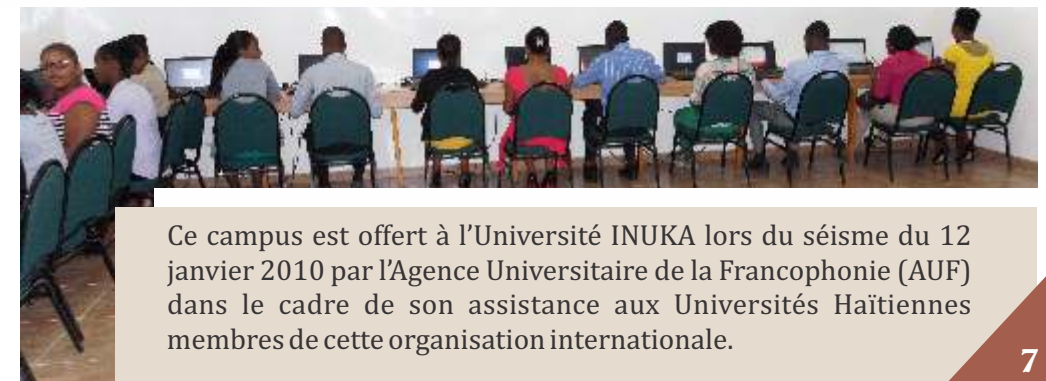 Ce campus est offert à l’Université INUKA lors du séisme du 12
janvier 2010 par l’Agence Universitaire de la Francophonie (AUF)
dans le cadre de son assistance aux Universités Haïtiennes
membres de cette organisation internationale.
7